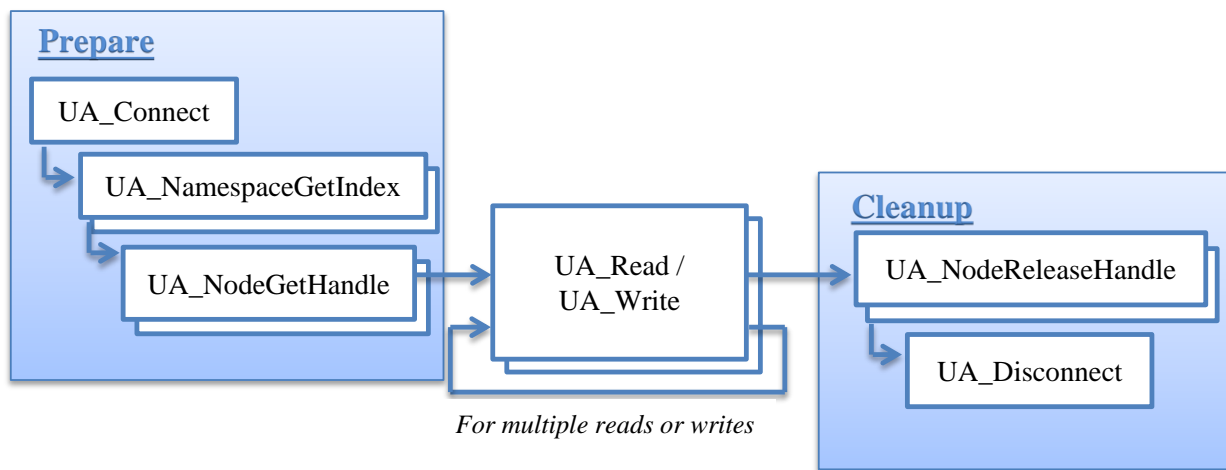 Prepare
UA_Connect
UA_NamespaceGetIndex
UA_NodeGetHandle
UA_Read /
UA_Write
For multiple reads or writes
Cleanup
UA_NodeReleaseHandle
UA_Disconnect